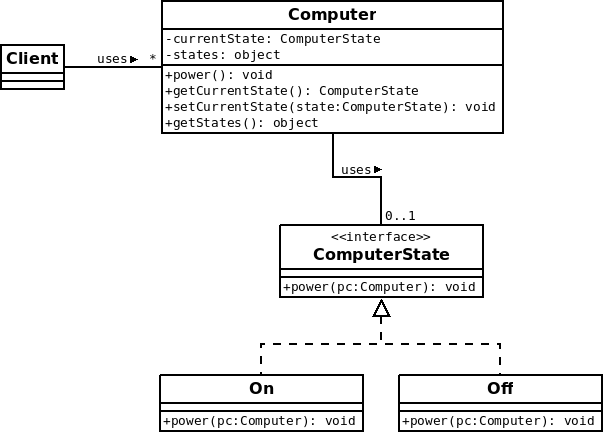 Computer
-currentState: ComputerState
-states: object
+power(): void
+getCurrentState(): ComputerState
+setCurrentState(state:ComputerState): void
+getStates(): object
Client
uses
*
uses
0..1
<<interface>>
ComputerState
+power(pc:Computer): void
On
+power(pc:Computer): void
Off
+power(pc:Computer): void